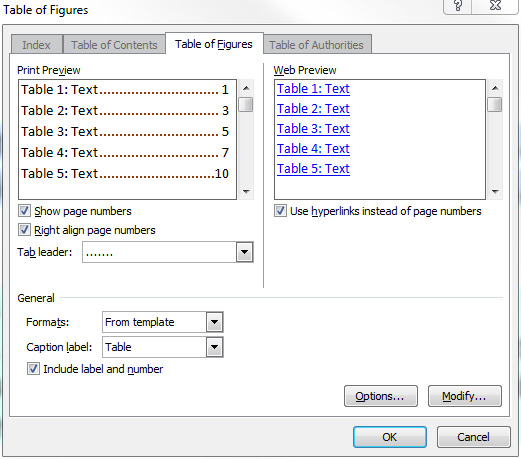 Table of Figures
?
Index
Table of Contents
Table of Figures
Table of Authorities
Print Preview
Table 1: Text.......................................... 1
Table 2: Text.......................................... 3
Table 3: Text.......................................... 5
Table 4: Text.......................................... 7
Table 5: Text.........................................10
Web Preview
Table 1: Text
Table 2: Text
Table 3: Text
Table 4: Text
Table 5: Text
Show page numbers
Right align page numbers
Tab leader: .......
Use hyperlinks instead of page numbers
General
Formats: From template
Caption label: Table
Include label and number
Options...
Modify...
OK
Cancel